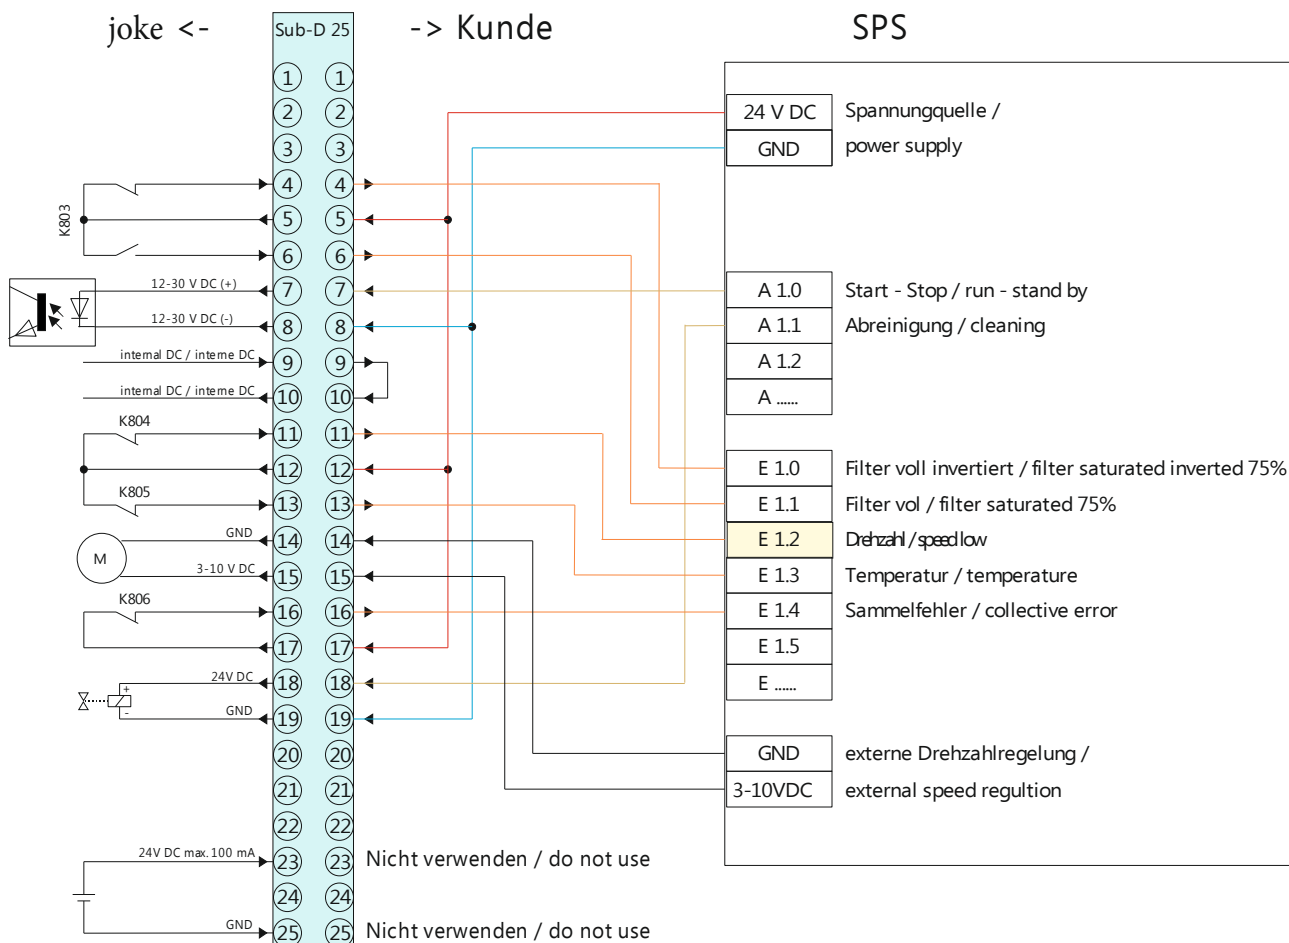 joke <-
Sub-D 25
-> Kunde
SPS
1 1
2 2
3 3
4 4
5 5
6 6
7 7
8 8
9 9
10 10
11 11
12 12
13 13
14 14
15 15
16 16
17 17
18 18
19 19
20 20
21 21
22 22
23 23
24 24
25 25
K803
12-30 V DC (+)
12-30 V DC (-)
internal DC / interne DC
internal DC / interne DC
K804
K805
GND
M
3-10 V DC
K806
24V DC
+
-
GND
24V DC max. 100 mA
GND
Nicht verwenden / do not use
Nicht verwenden / do not use
24 V DC Spannungquelle /
GND power supply
A 1.0 Start - Stop / run - stand by
A 1.1 Abreinigung / cleaning
A 1.2
A ......
E 1.0 Filter voll invertiert / filter saturated inverted 75%
E 1.1 Filter vol / filter saturated 75%
E 1.2 Drehzahl / speed low
E 1.3 Temperatur / temperature
E 1.4 Sammelfehler / collective error
E 1.5
E ......
GND externe Drehzahlregelung /
3-10VDC external speed regultion